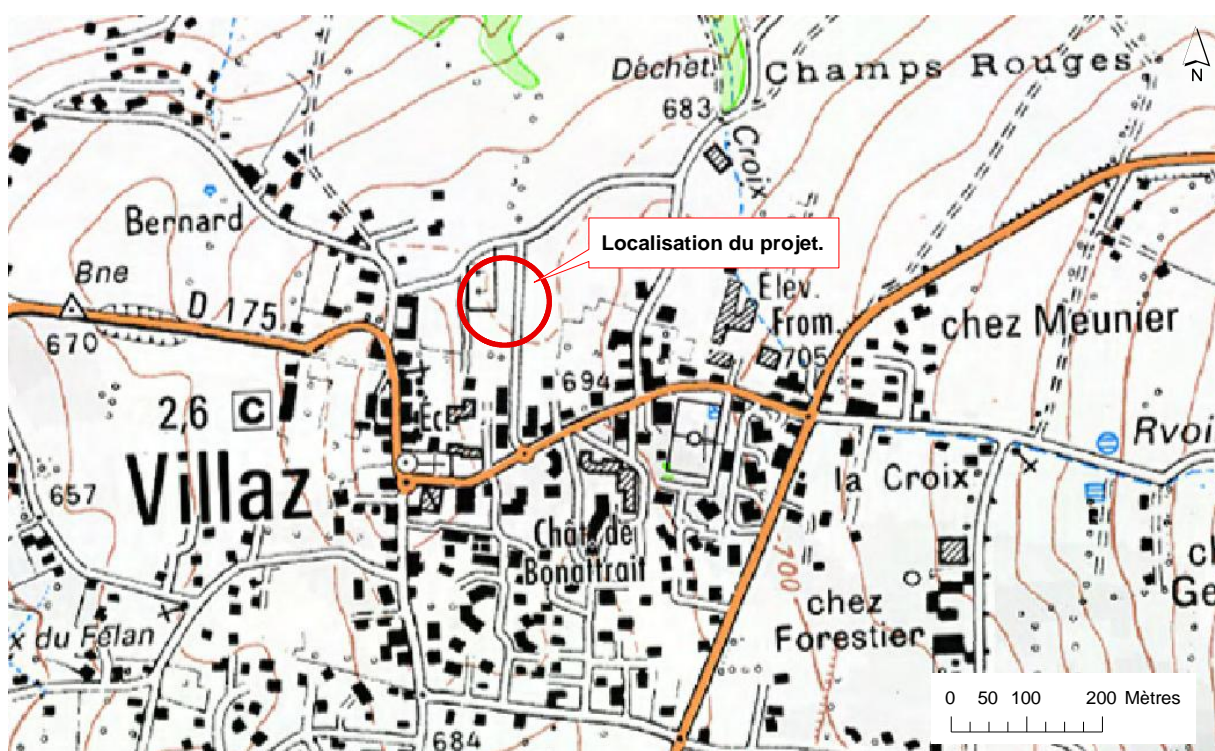 Déchet.
Champs Rouges
N
683
Croix
Bernard
Localisation du projet.
Bne
D 175
Elev.
From.
chez Meunier
670
705
694
2,6 C
Éc
Rvoi
657
Villaz
la Croix
Chât. de
Bonattrait
700
chez
Forestier
x du Félan
Ge
684
0 50 100 200 Mètres